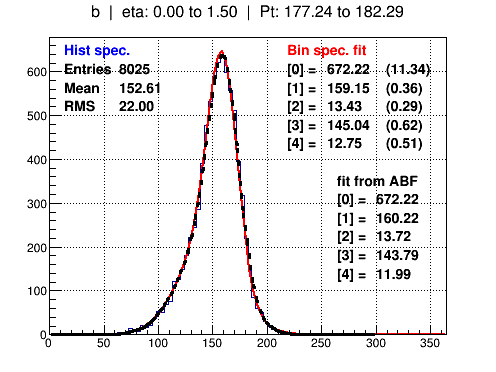 b | eta: 0.00 to 1.50 | Pt: 177.24 to 182.29
Hist spec.
Entries 8025
Mean 152.61
RMS 22.00
Bin spec. fit
[0] = 672.22 (11.34)
[1] = 159.15 (0.36)
[2] = 13.43 (0.29)
[3] = 145.04 (0.62)
[4] = 12.75 (0.51)
fit from ABF
[0] = 672.22
[1] = 160.22
[2] = 13.72
[3] = 143.79
[4] = 11.99
600
500
400
300
200
100
0
0 50 100 150 200 250 300 350